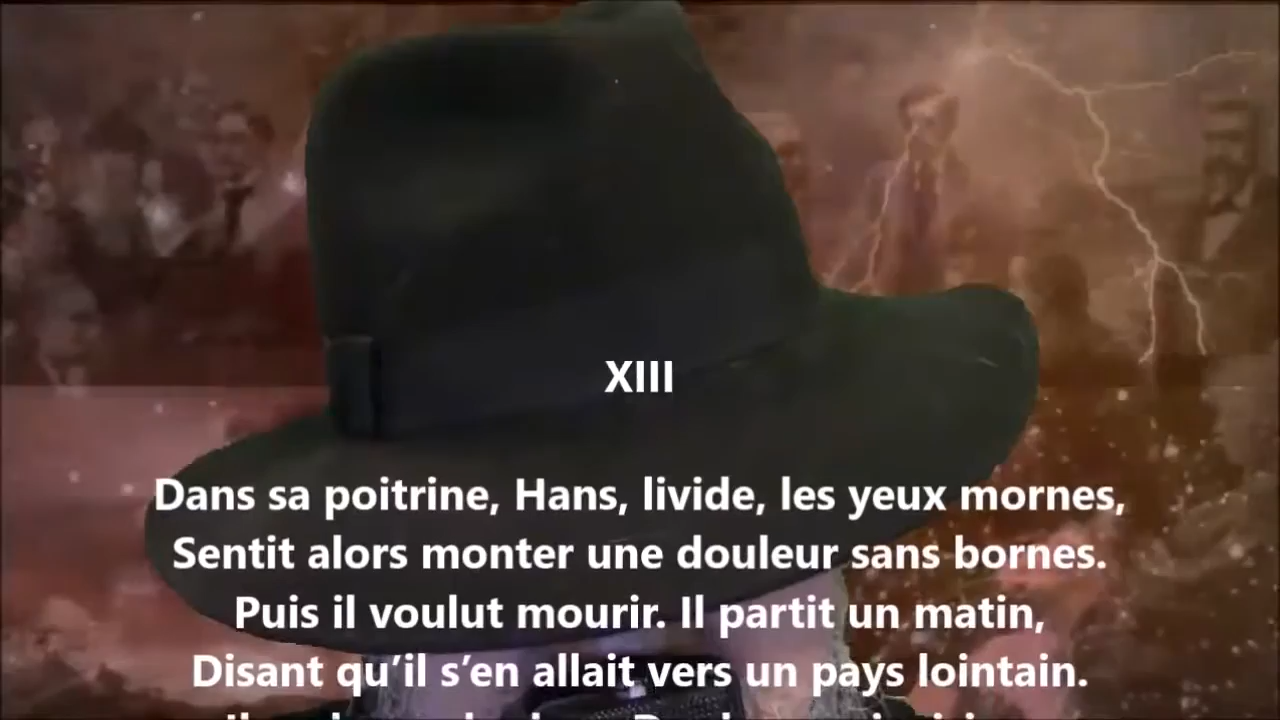 XIII
Dans sa poitrine, Hans, livide, les yeux mornes,
Sentit alors monter une douleur sans bornes.
Puis il voulut mourir. Il partit un matin,
Disant qu’il s’en allait vers un pays lointain.